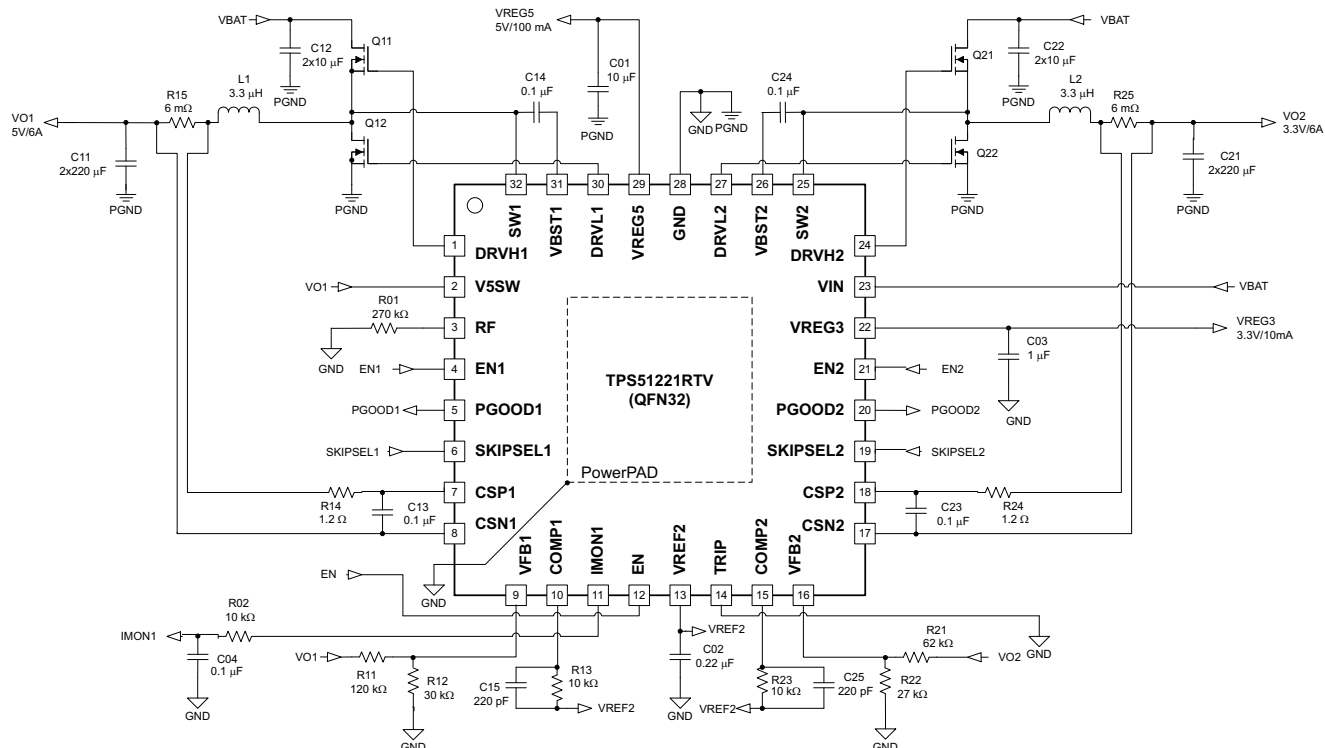 VBAT
VREG5
5V/100 mA
VBAT
C12
2x10 μF
Q11
C01
10 μF
Q21
C22
2x10 μF
PGND
L1
3.3 μH
C14
0.1 μF
C24
0.1 μF
L2
3.3 μH
PGND
R15
6 mΩ
R25
6 mΩ
VO1
5V/6A
Q12
PGND
GND
PGND
VO2
3.3V/6A
C11
2x220 μF
Q22
C21
2x220 μF
PGND
PGND
PGND
PGND
32
31
30
29
28
27
26
25
SW1
VBST1
DRVL1
VREG5
GND
DRVL2
VBST2
SW2
1
DRVH1
DRVH2
24
VO1
2
V5SW
VIN
23
VBAT
R01
270 kΩ
3
RF
VREG3
22
VREG3
3.3V/10mA
GND
C03
1 μF
EN1
4
EN1
EN2
21
EN2
TPS51221RTV
(QFN32)
PGOOD1
5
PGOOD1
PGOOD2
20
PGOOD2
GND
SKIPSEL1
6
SKIPSEL1
SKIPSEL2
19
SKIPSEL2
PowerPAD
7
CSP1
CSP2
18
R14
1.2 Ω
C13
0.1 μF
C23
0.1 μF
R24
1.2 Ω
8
CSN1
CSN2
17
VFB1
COMP1
IMON1
EN
VREF2
TRIP
COMP2
VFB2
EN
GND
9
10
11
12
13
14
15
16
R02
10 kΩ
IMON1
VREF2
R21
62 kΩ
GND
C04
0.1 μF
VO1
C02
0.22 μF
VO2
R11
120 kΩ
R12
30 kΩ
C15
220 pF
R13
10 kΩ
R23
10 kΩ
C25
220 pF
R22
27 kΩ
GND
VREF2
GND
VREF2
GND
GND